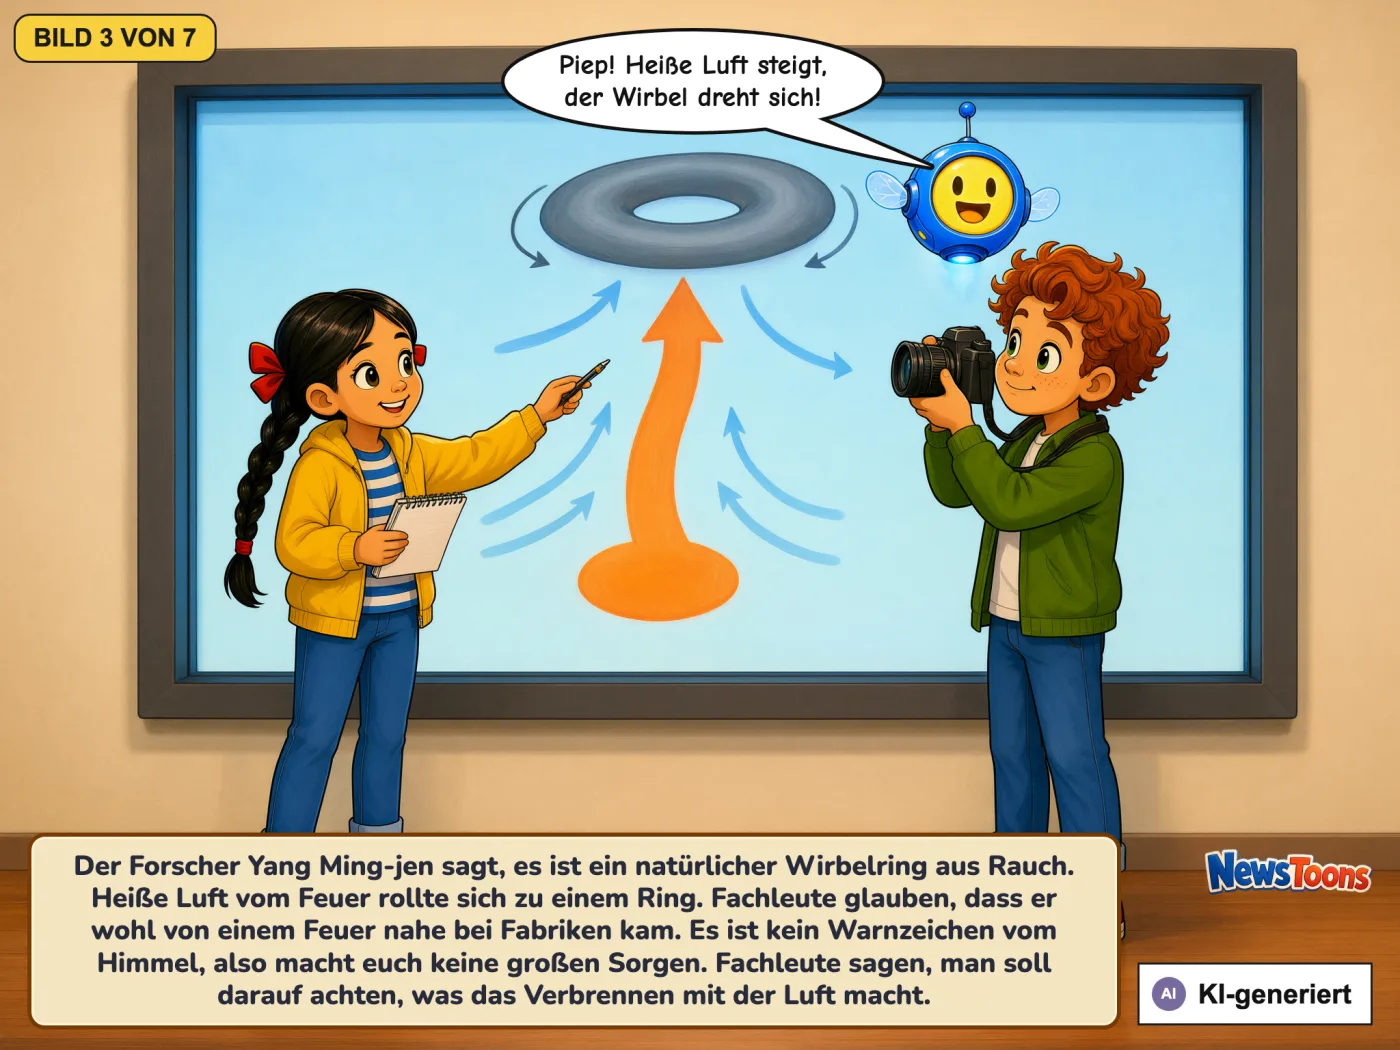 BILD 3 VON 7
Piep! Heiße Luft steigt,
der Wirbel dreht sich!
Der Forscher Yang Ming-jen sagt, es ist ein natürlicher Wirbelring aus Rauch.
Heiße Luft vom Feuer rollte sich zu einem Ring. Fachleute glauben, dass er
wohl von einem Feuer nahe bei Fabriken kam. Es ist kein Warnzeichen vom
Himmel, also macht euch keine großen Sorgen. Fachleute sagen, man soll
darauf achten, was das Verbrennen mit der Luft macht.
NewsToons
AI KI-generiert